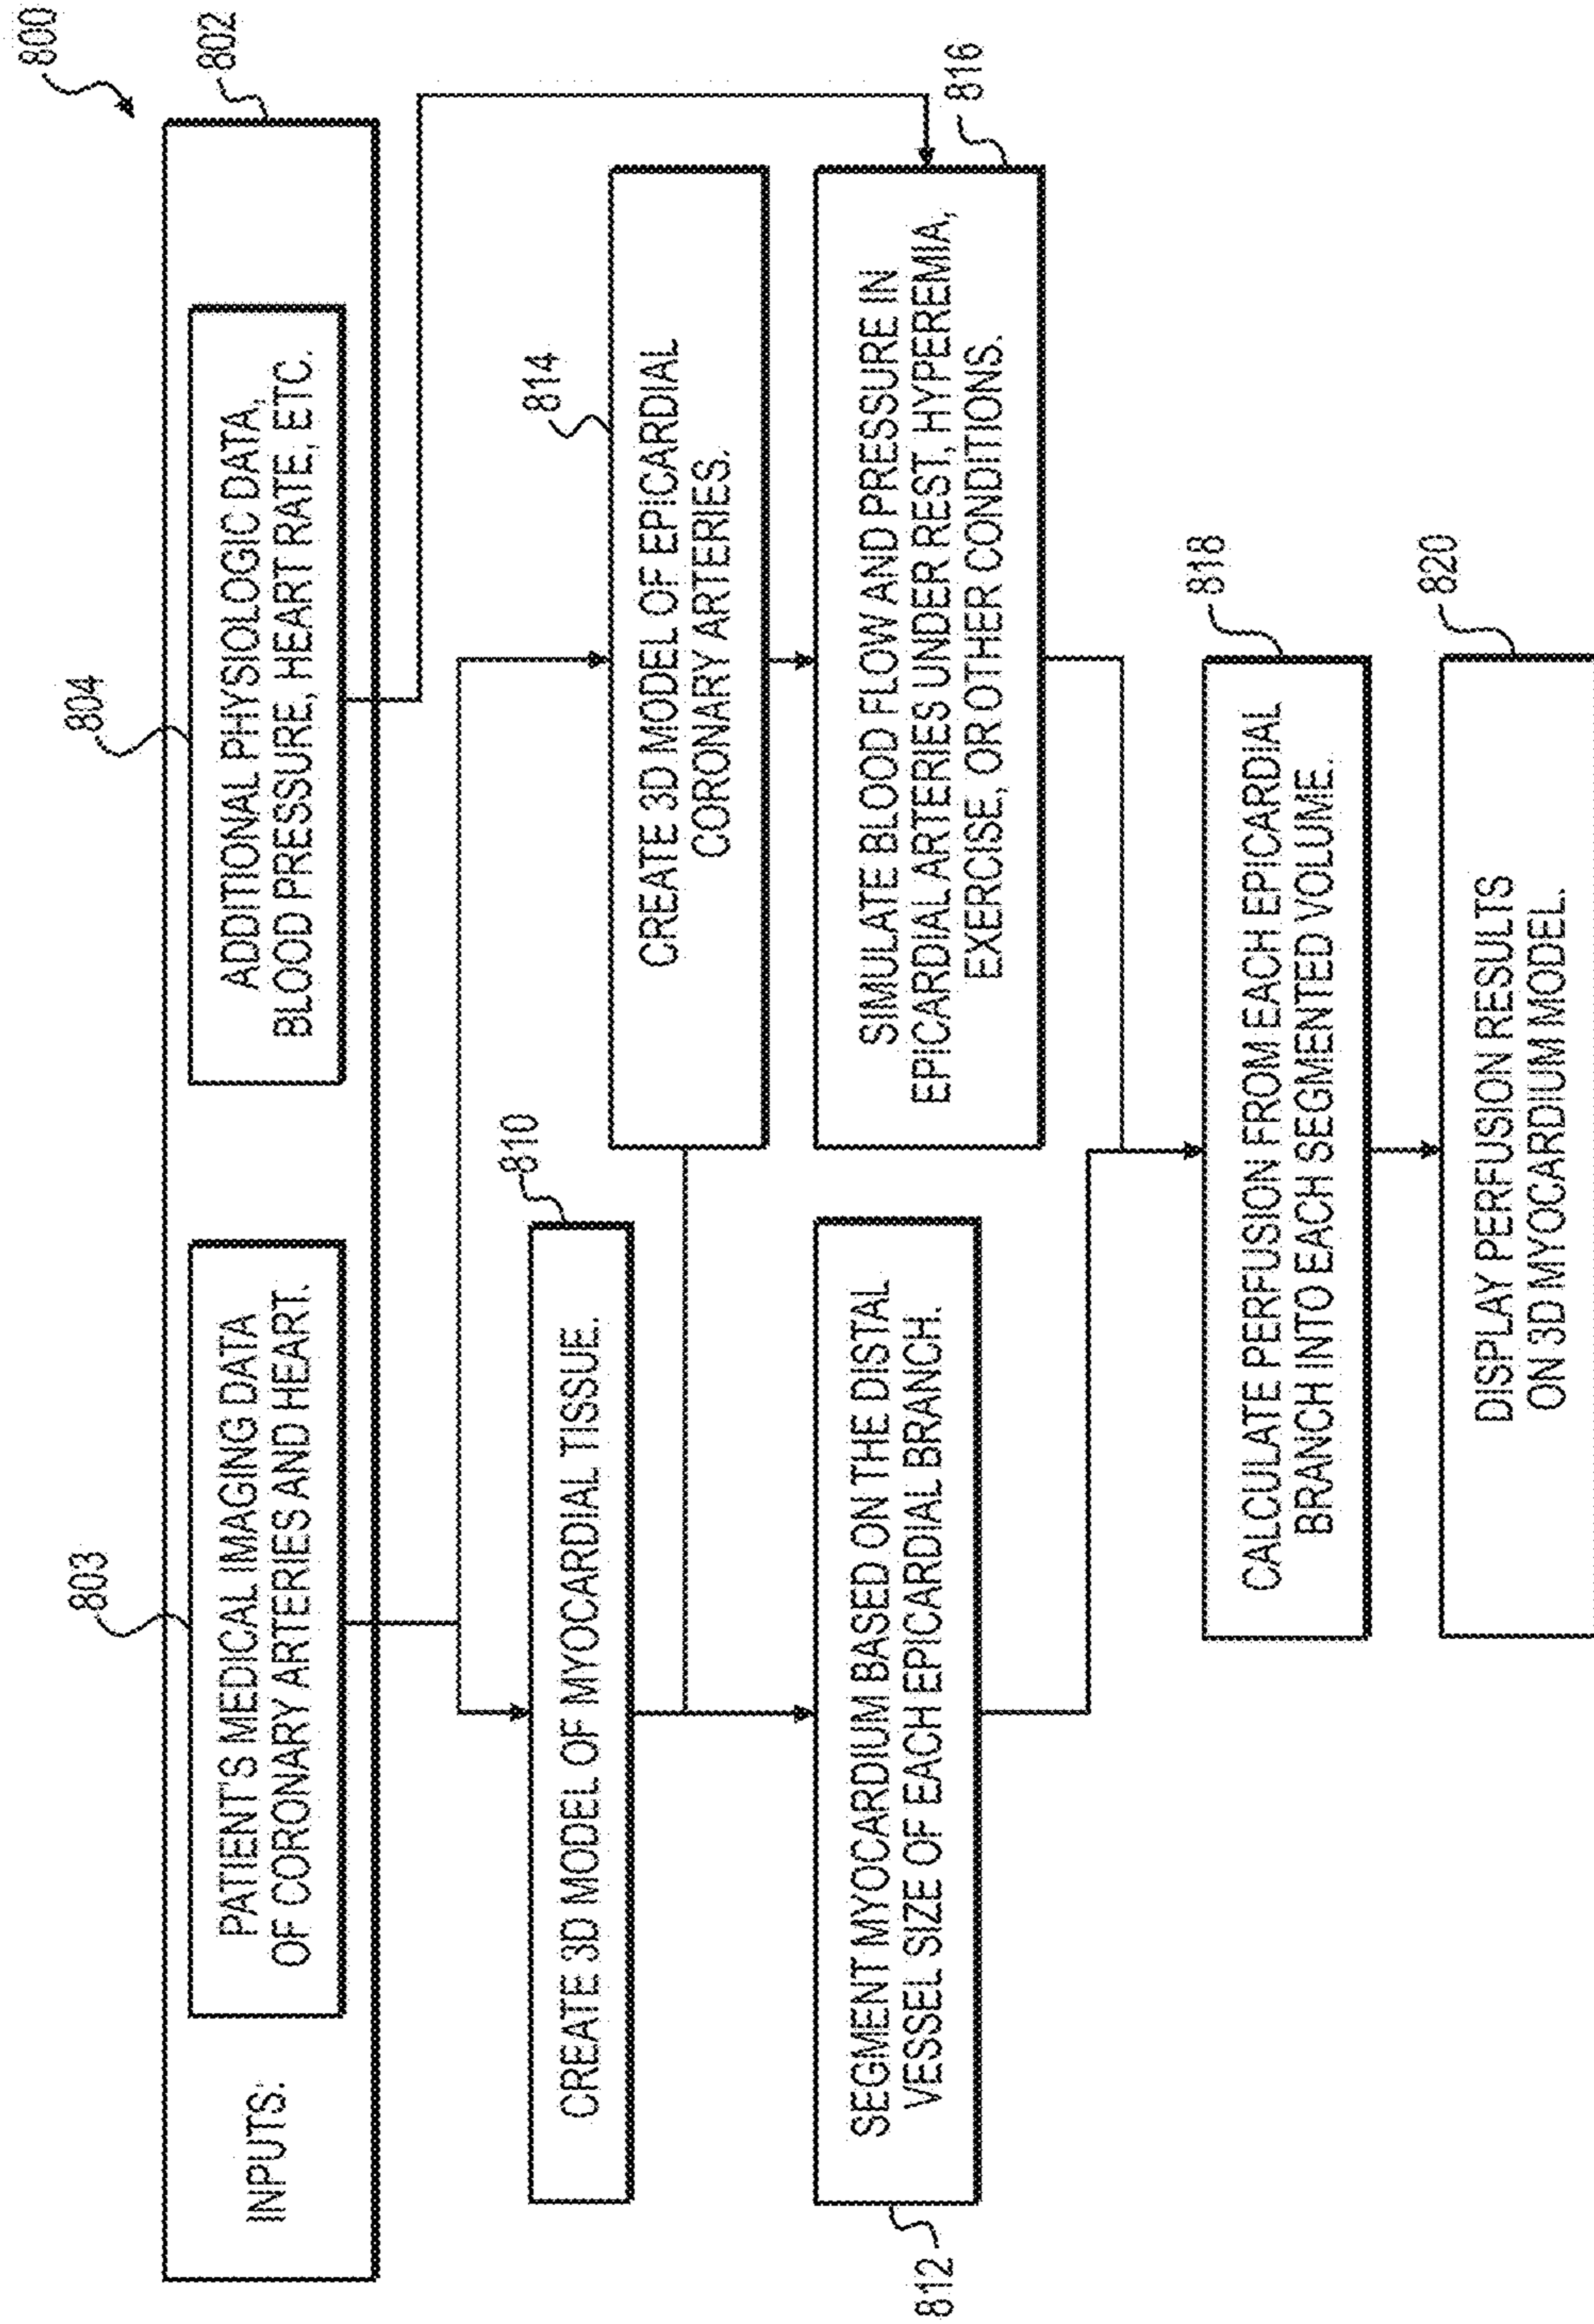 800
802
INPUTS:
803
PATIENT'S MEDICAL IMAGING DATA
OF CORONARY ARTERIES AND HEART.
804
ADDITIONAL PHYSIOLOGIC DATA,
BLOOD PRESSURE, HEART RATE, ETC.
810
CREATE 3D MODEL OF MYOCARDIAL TISSUE.
814
CREATE 3D MODEL OF EPICARDIAL
CORONARY ARTERIES.
812
SEGMENT MYOCARDIUM BASED ON THE DISTAL
VESSEL SIZE OF EACH EPICARDIAL BRANCH.
816
SIMULATE BLOOD FLOW AND PRESSURE IN
EPICARDIAL ARTERIES UNDER REST, HYPEREMIA,
EXERCISE, OR OTHER CONDITIONS.
818
CALCULATE PERFUSION FROM EACH EPICARDIAL
BRANCH INTO EACH SEGMENTED VOLUME.
820
DISPLAY PERFUSION RESULTS
ON 3D MYOCARDIUM MODEL.